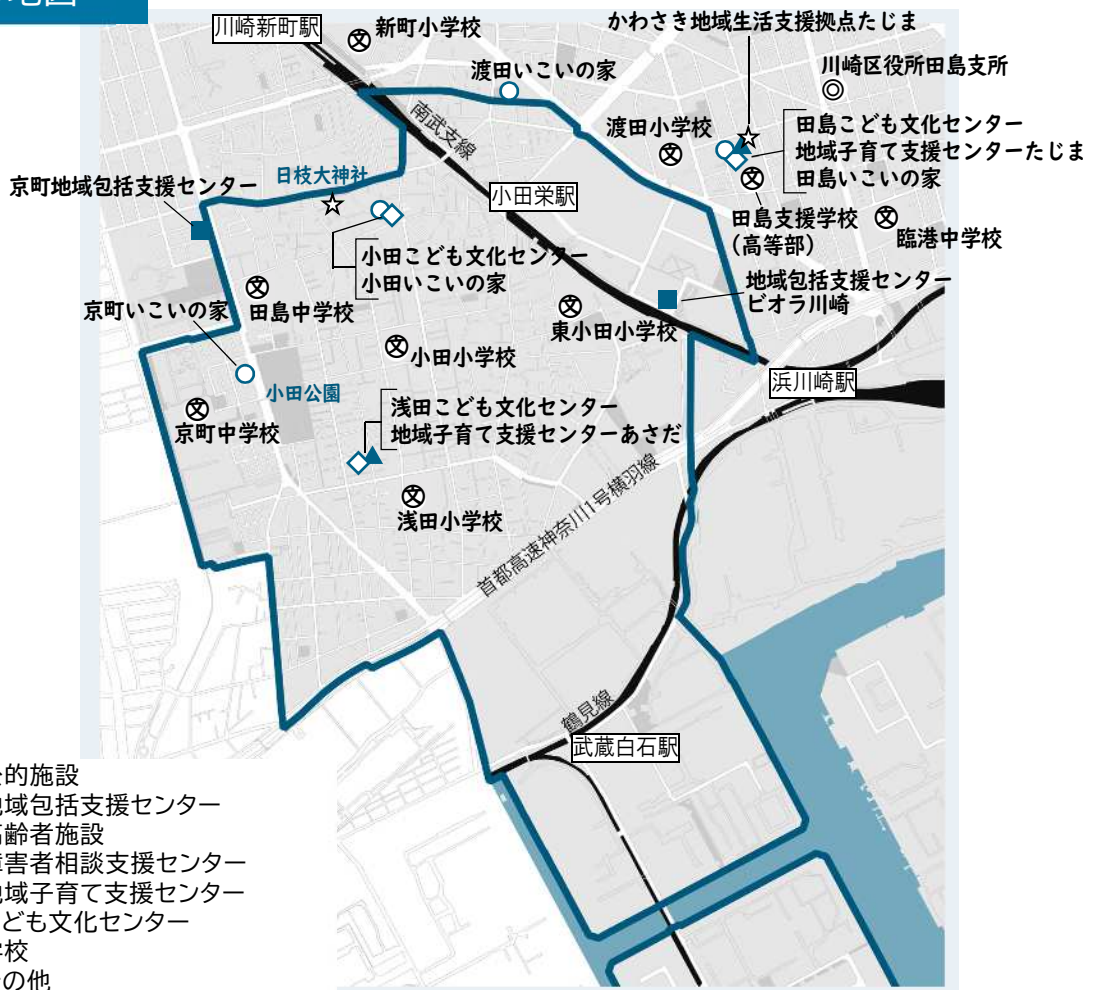 地図
川崎新町駅
新町小学校
かわさき地域生活支援拠点たじま
渡田いこいの家
川崎区役所田島支所
南武支線
渡田小学校
田島こども文化センター
地域子育て支援センターたじま
田島いこいの家
京町地域包括支援センター
日枝大神社
小田栄駅
田島支援学校
(高等部)
臨港中学校
小田こども文化センター
小田いこいの家
地域包括支援センター
ビオラ川崎
京町いこいの家
田島中学校
東小田小学校
小田小学校
浜川崎駅
小田公園
浅田こども文化センター
地域子育て支援センターあさだ
京町中学校
浅田小学校
首都高速神奈川1号横羽線
鶴見線
武蔵白石駅
公的施設
地域包括支援センター
高齢者施設
障害者相談支援センター
地域子育て支援センター
こども文化センター
学校
その他
文
文
文
文
文
文
文
文
文